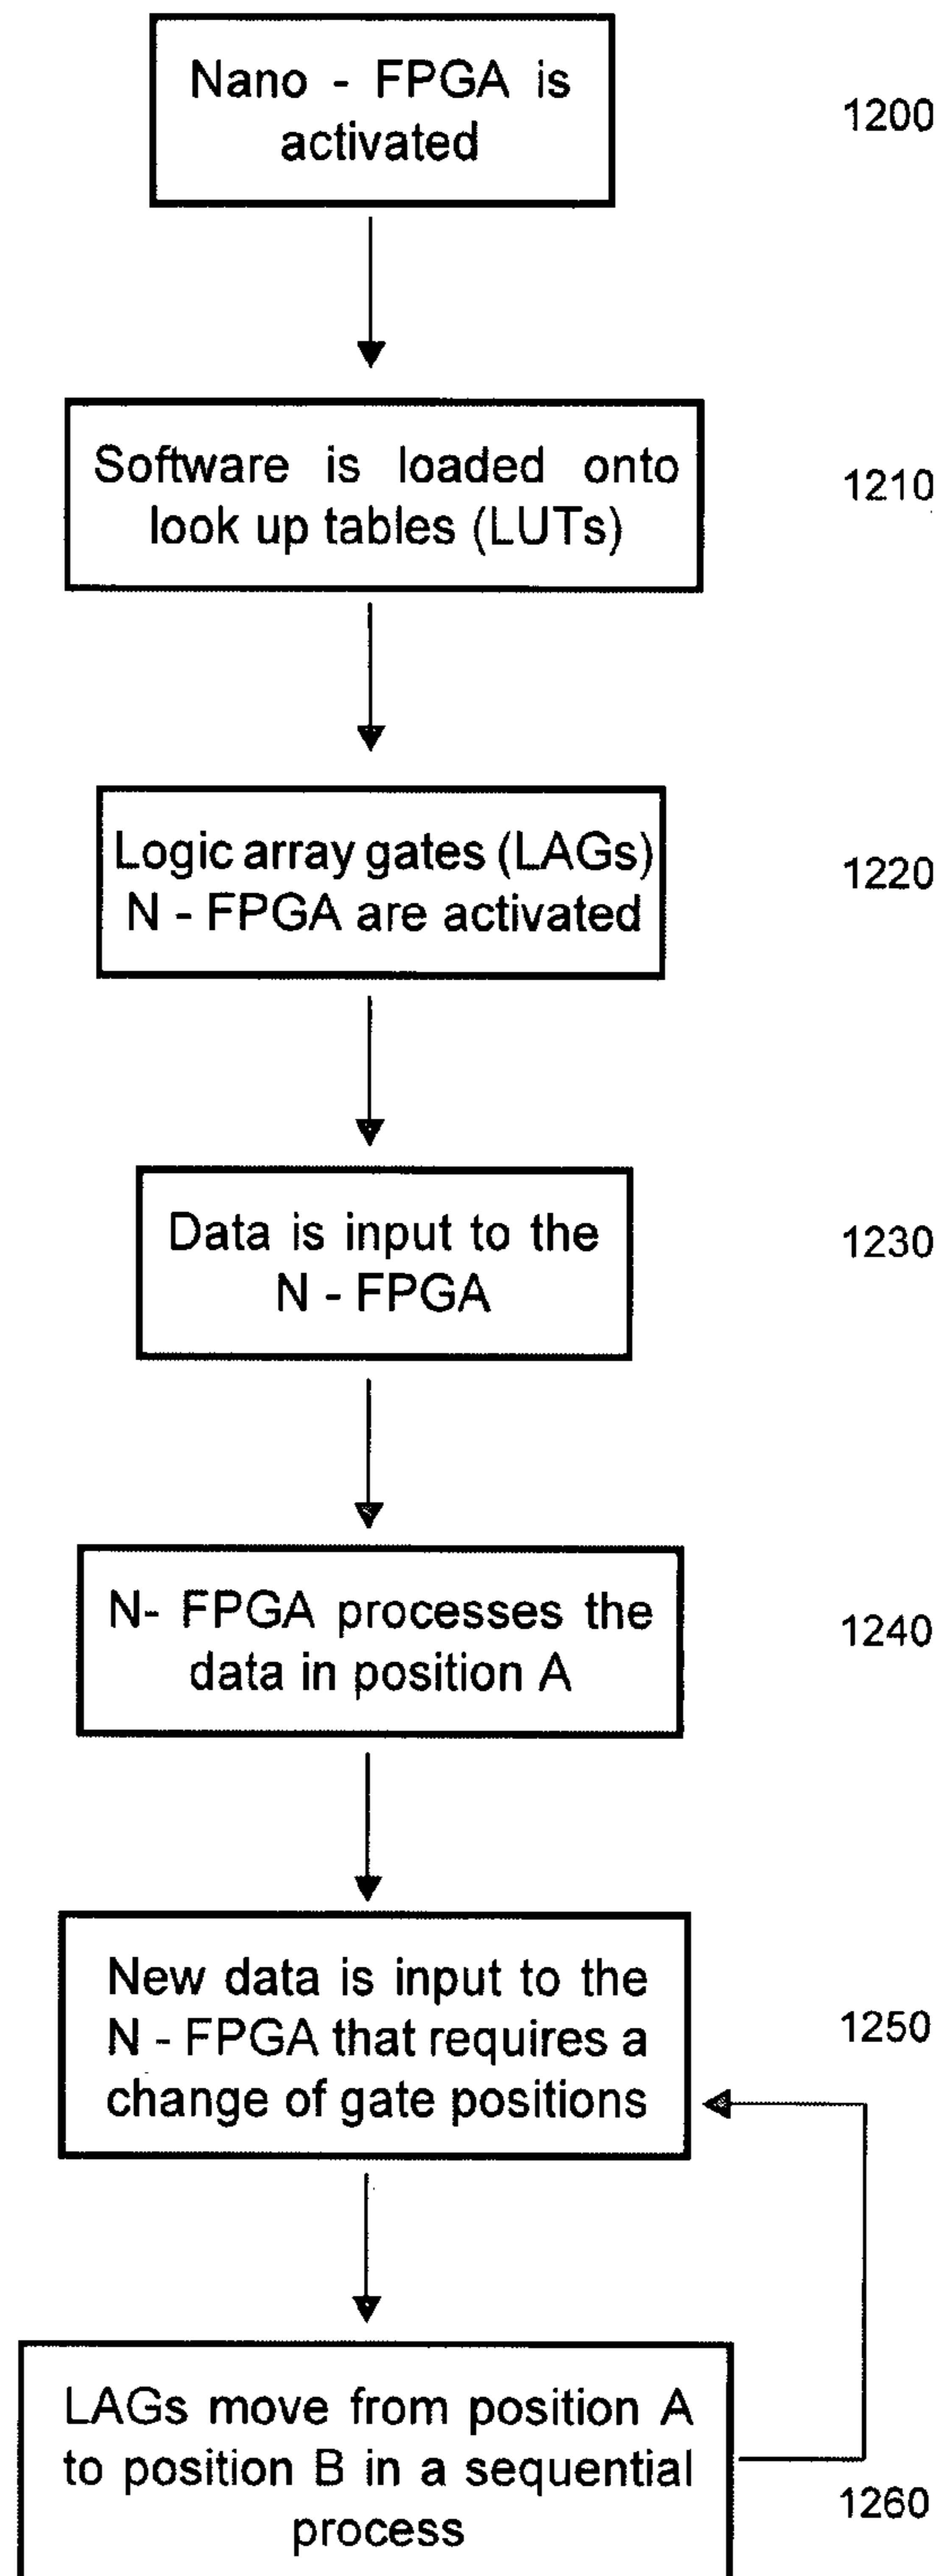 Nano - FPGA is
activated
1200
Software is loaded onto
look up tables (LUTs)
1210
Logic array gates (LAGs)
N - FPGA are activated
1220
Data is input to the
N - FPGA
1230
N- FPGA processes the
data in position A
1240
New data is input to the
N - FPGA that requires a
change of gate positions
1250
LAGs move from position A
to position B in a sequential
process
1260